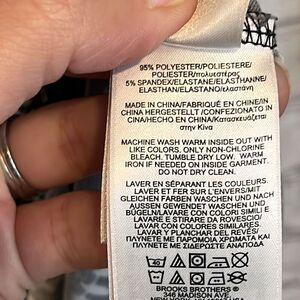 95% POLYESTER/POLIESTERE/
POLIESTER/πολυεστέρας
5% SPANDEX/ELASTANE/ELASTHANNE/
ELASTHAN/ELASTANO/ελαστάνη
MADE IN CHINA/FABRIQUÉ EN CHINE/IN
CHINA HERGESTELLT /CONFEZIONATO IN
CINA/HECHO EN CHINA/Κατασκευάζεται
στην Κίνα
MACHINE WASH WARM INSIDE OUT WITH
LIKE COLORS. ONLY NON-CHLORINE
BLEACH. TUMBLE DRY LOW. WARM
IRON IF NEEDED ON INSIDE GARMENT.
DO NOT DRY CLEAN.
LAVER EN SÉPARANT LES COULEURS.
LAVER ET FER SUR L'ENVERS/MIT
GLEICHEN FARBEN WASCHEN UND NACH
AUSSEN GEWENDET WASCHEN UND
BÜGELN/LAVARE CON COLORI SIMILI E
LAVARE E STIRARE DA ROVESCIO/
LAVAR CON COLORES SIMILARES.
LAVAR Y PLANCHAR DEL REVÉS/
ΠΛΥΝΕΤΕ ΜΕ ΠΑΡΟΜΟΙΑ ΧΡΩΜΑΤΑ ΚΑΙ
ΠΛΥΝΕΤΕ ΜΕ ΣΙΔΕΡΩΣΤΕ ΑΝΑΠΟΔΑ
40
BROOKS BROTHERS ®
346 MADISON AVE